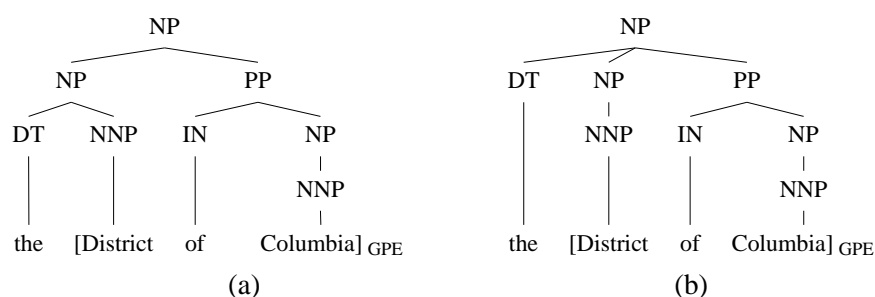 NP NP
NP PP DT NP PP
DT NNP IN NP NNP IN NP
NNP NNP
the [District of Columbia] GPE the [District of Columbia] GPE
(a) (b)